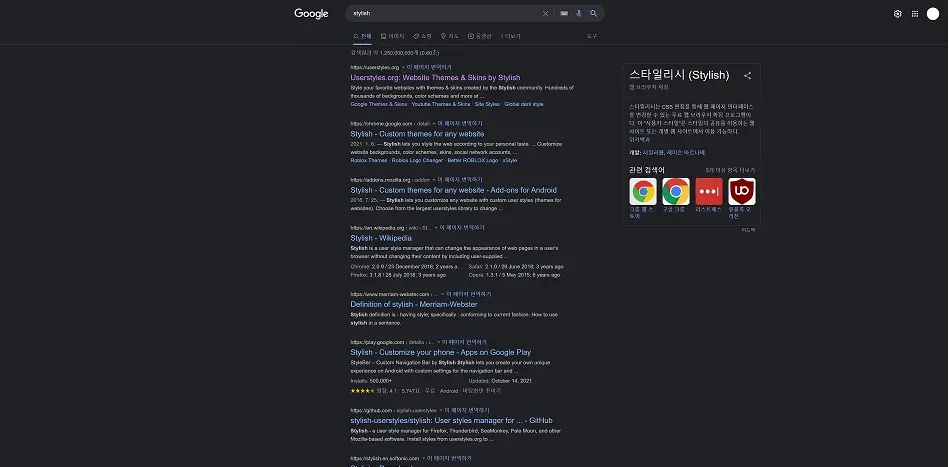 Google
stylish
전체 이미지 쇼핑 지도 동영상 더보기 도구
검색결과 약 1,250,000,000개 (0.60초)
https://userstyles.org 이 페이지 번역하기
Userstyles.org: Website Themes & Skins by Stylish
Style your favorite websites with themes & skins created by the Stylish community. Hundreds of
thousands of backgrounds, color schemes and more at ...
Google Themes & Skins · Youtube Themes & Skins · Site Styles · Global dark style
https://chrome.google.com › detail 이 페이지 번역하기
Stylish - Custom themes for any website
2021. 1. 6. — Stylish lets you style the web according to your personal taste. ... Customize
website backgrounds, color schemes, skins, social network accounts, ...
Roblox Themes · Roblox Logo Changer · Better ROBLOX Logo · xStyle
https://addons.mozilla.org › addon 이 페이지 번역하기
Stylish - Custom themes for any website - Add-ons for Android
2018. 7. 25. — Stylish lets you customize any website with custom user styles (themes for
websites). Choose from the largest userstyles library to change ...
https://en.wikipedia.org › wiki › St... 이 페이지 번역하기
Stylish - Wikipedia
Stylish is a user style manager that can change the appearance of web pages in a user's
browser without changing their content by including user-supplied ...
Chrome: 2.0.9 / 23 December 2018; 2 years a... Safari: 2.1.0 / 29 June 2018; 3 years ago
Firefox: 3.1.8 / 28 July 2018; 3 years ago Opera: 1.3.1 / 5 May 2015; 6 years ago
https://www.merriam-webster.com › ... 이 페이지 번역하기
Definition of stylish - Merriam-Webster
Stylish definition is - having style; specifically : conforming to current fashion. How to use
stylish in a sentence.
https://play.google.com › details › i... 이 페이지 번역하기
Stylish - Customize your phone - Apps on Google Play
StyleBar – Custom Navigation Bar by Stylish Stylish lets you create your own unique
experience on Android with custom settings for the navigation bar and ...
Installs: 500,000+ Updated: October 14, 2021
평점: 4.1 · 5,747표 · 무료 · Android · 바탕화면 꾸미기
https://github.com › stylish-userstyles 이 페이지 번역하기
stylish-userstyles/stylish: User styles manager for ... - GitHub
Stylish - a user style manager for Firefox, Thunderbird, SeaMonkey, Pale Moon, and other
Mozilla-based software. Install styles from userstyles.org to ...
https://stylish.en.softonic.com 이 페이지 번역하기
스타일리시 (Stylish)
웹 브라우저 확장
스타일리시는 CSS 편집을 통해 웹 페이지 인터페이스
를 변경할 수 있는 무료 웹 브라우저 확장 프로그램이
다. 이 "사용자 스타일"은 스타일의 공유를 허용하는 웹
사이트 또는 개별 웹 사이트에서 이용 가능하다.
위키백과
개발: 시밀러웹, 제이슨 바르나베
관련 검색어 5개 이상 항목 더보기
크롬 웹 스토어
구글 크롬
라스트패스
유블록 오리진
피드백